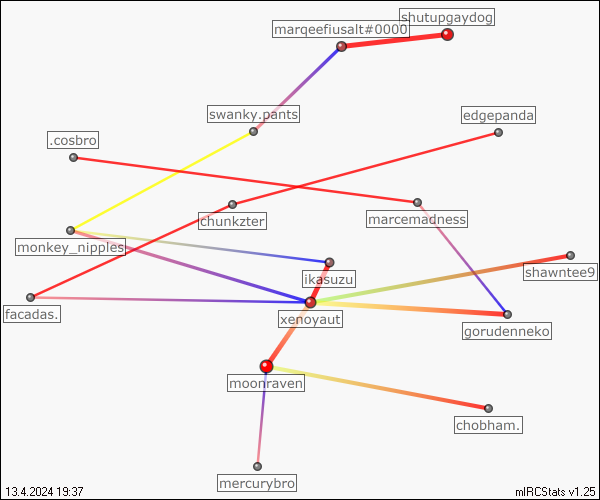 shutupgaydog
marqeefiusalt#0000
swanky.pants
edgepanda
.cosbro
chunkzter
marcemadness
monkey_nipples
ikasuzu
shawntee9
facadas.
xenoyaut
gorudenneko
moonraven
chobham.
mercurybro
13.4.2024 19:37
mIRCStats v1.25